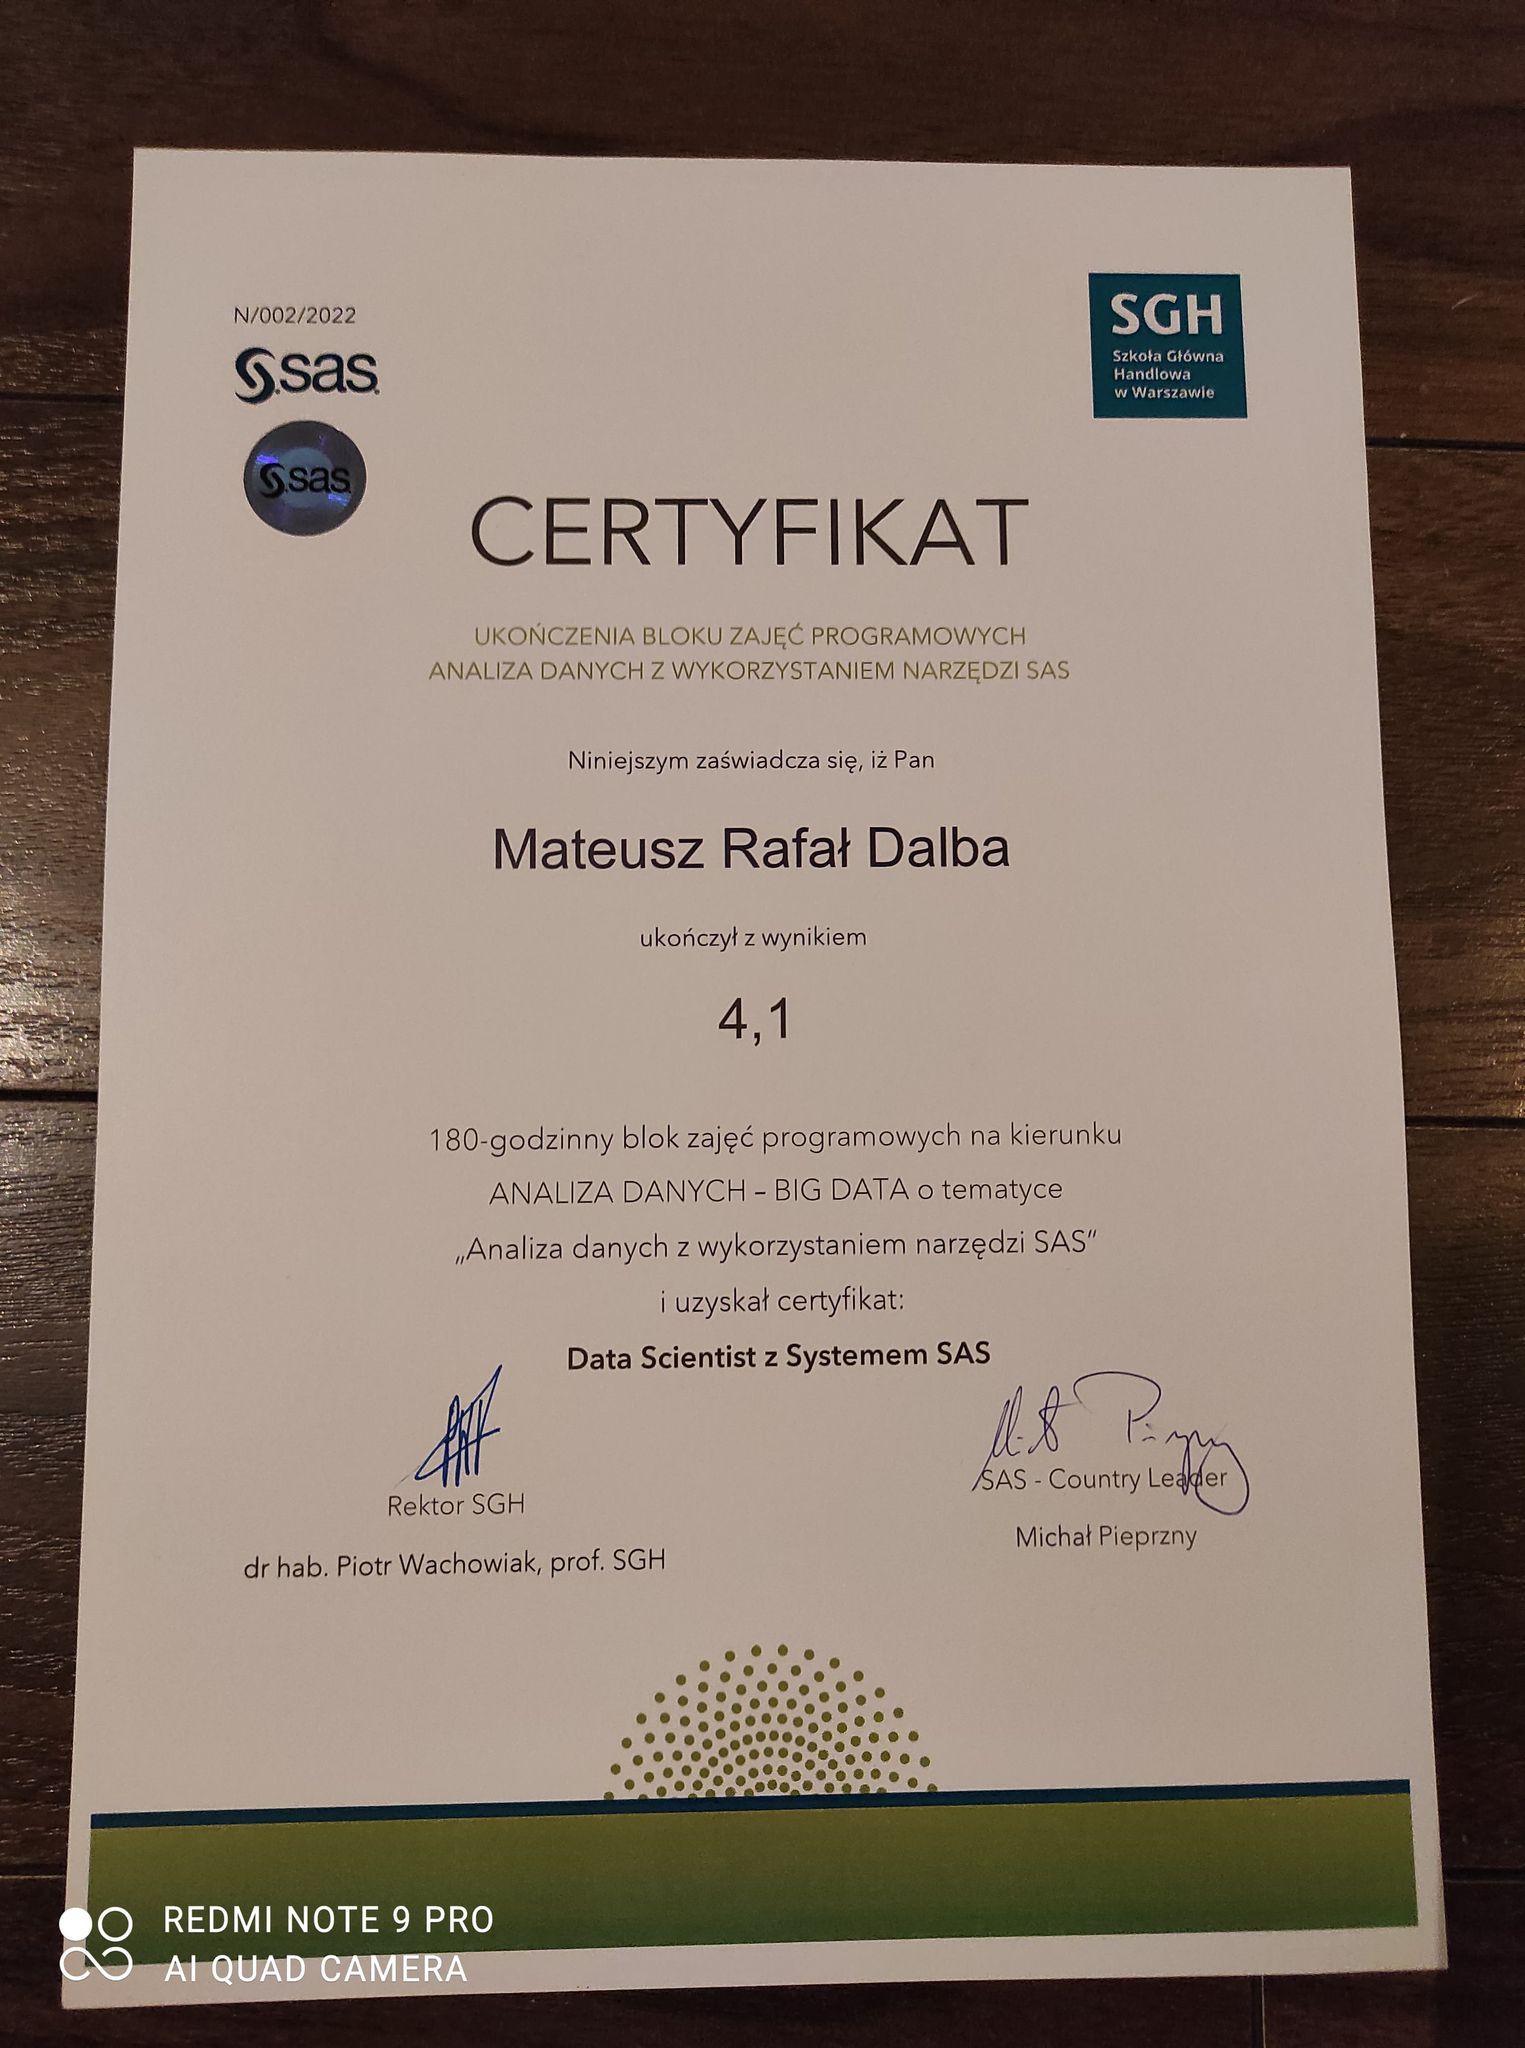 N/002/2022
sas
sas
SGH
Szkoła Główna
Handlowa
w Warszawie
CERTYFIKAT
UKOŃCZENIA BLOKU ZAJĘĆ PROGRAMOWYCH
ANALIZA DANYCH Z WYKORZYSTANIEM NARZĘDZI SAS
Niniejszym zaświadcza się, iż Pan
Mateusz Rafał Dalba
ukończył z wynikiem
4,1
180-godzinny blok zajęć programowych na kierunku
ANALIZA DANYCH – BIG DATA o tematyce
„Analiza danych z wykorzystaniem narzędzi SAS”
i uzyskał certyfikat:
Data Scientist z Systemem SAS
Rektor SGH
dr hab. Piotr Wachowiak, prof. SGH
SAS - Country Leader
Michał Pieprzny
REDMI NOTE 9 PRO
AI QUAD CAMERA